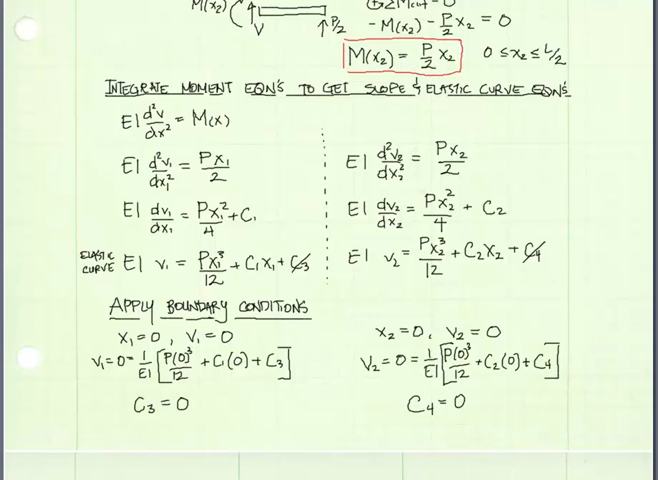 M(x₂) V P/2
- M(x₂) - P/2 x₂ = 0
M(x₂) = P/2 x₂ 0 ≤ x₂ ≤ L/2
INTEGRATE MOMENT EQN'S TO GET SLOPE & ELASTIC CURVE EQN'S
EI d²v/dx² = M(x)
EI d²v₁/dx₁² = Px₁/2
EI d²v₂/dx₂² = Px₂/2
EI dv₁/dx₁ = Px₁²/4 + C₁
EI dv₂/dx₂ = Px₂²/4 + C₂
ELASTIC CURVE EI v₁ = Px₁³/12 + C₁x₁ + C₃
EI v₂ = Px₂³/12 + C₂x₂ + C₄
APPLY BOUNDARY CONDITIONS
x₁=0 , v₁=0
x₂=0, v₂=0
v₁=0= 1/EI [P(0)³/12 + C₁(0) + C₃]
v₂=0= 1/EI [P(0)³/12 + C₂(0) + C₄]
C₃=0
C₄=0